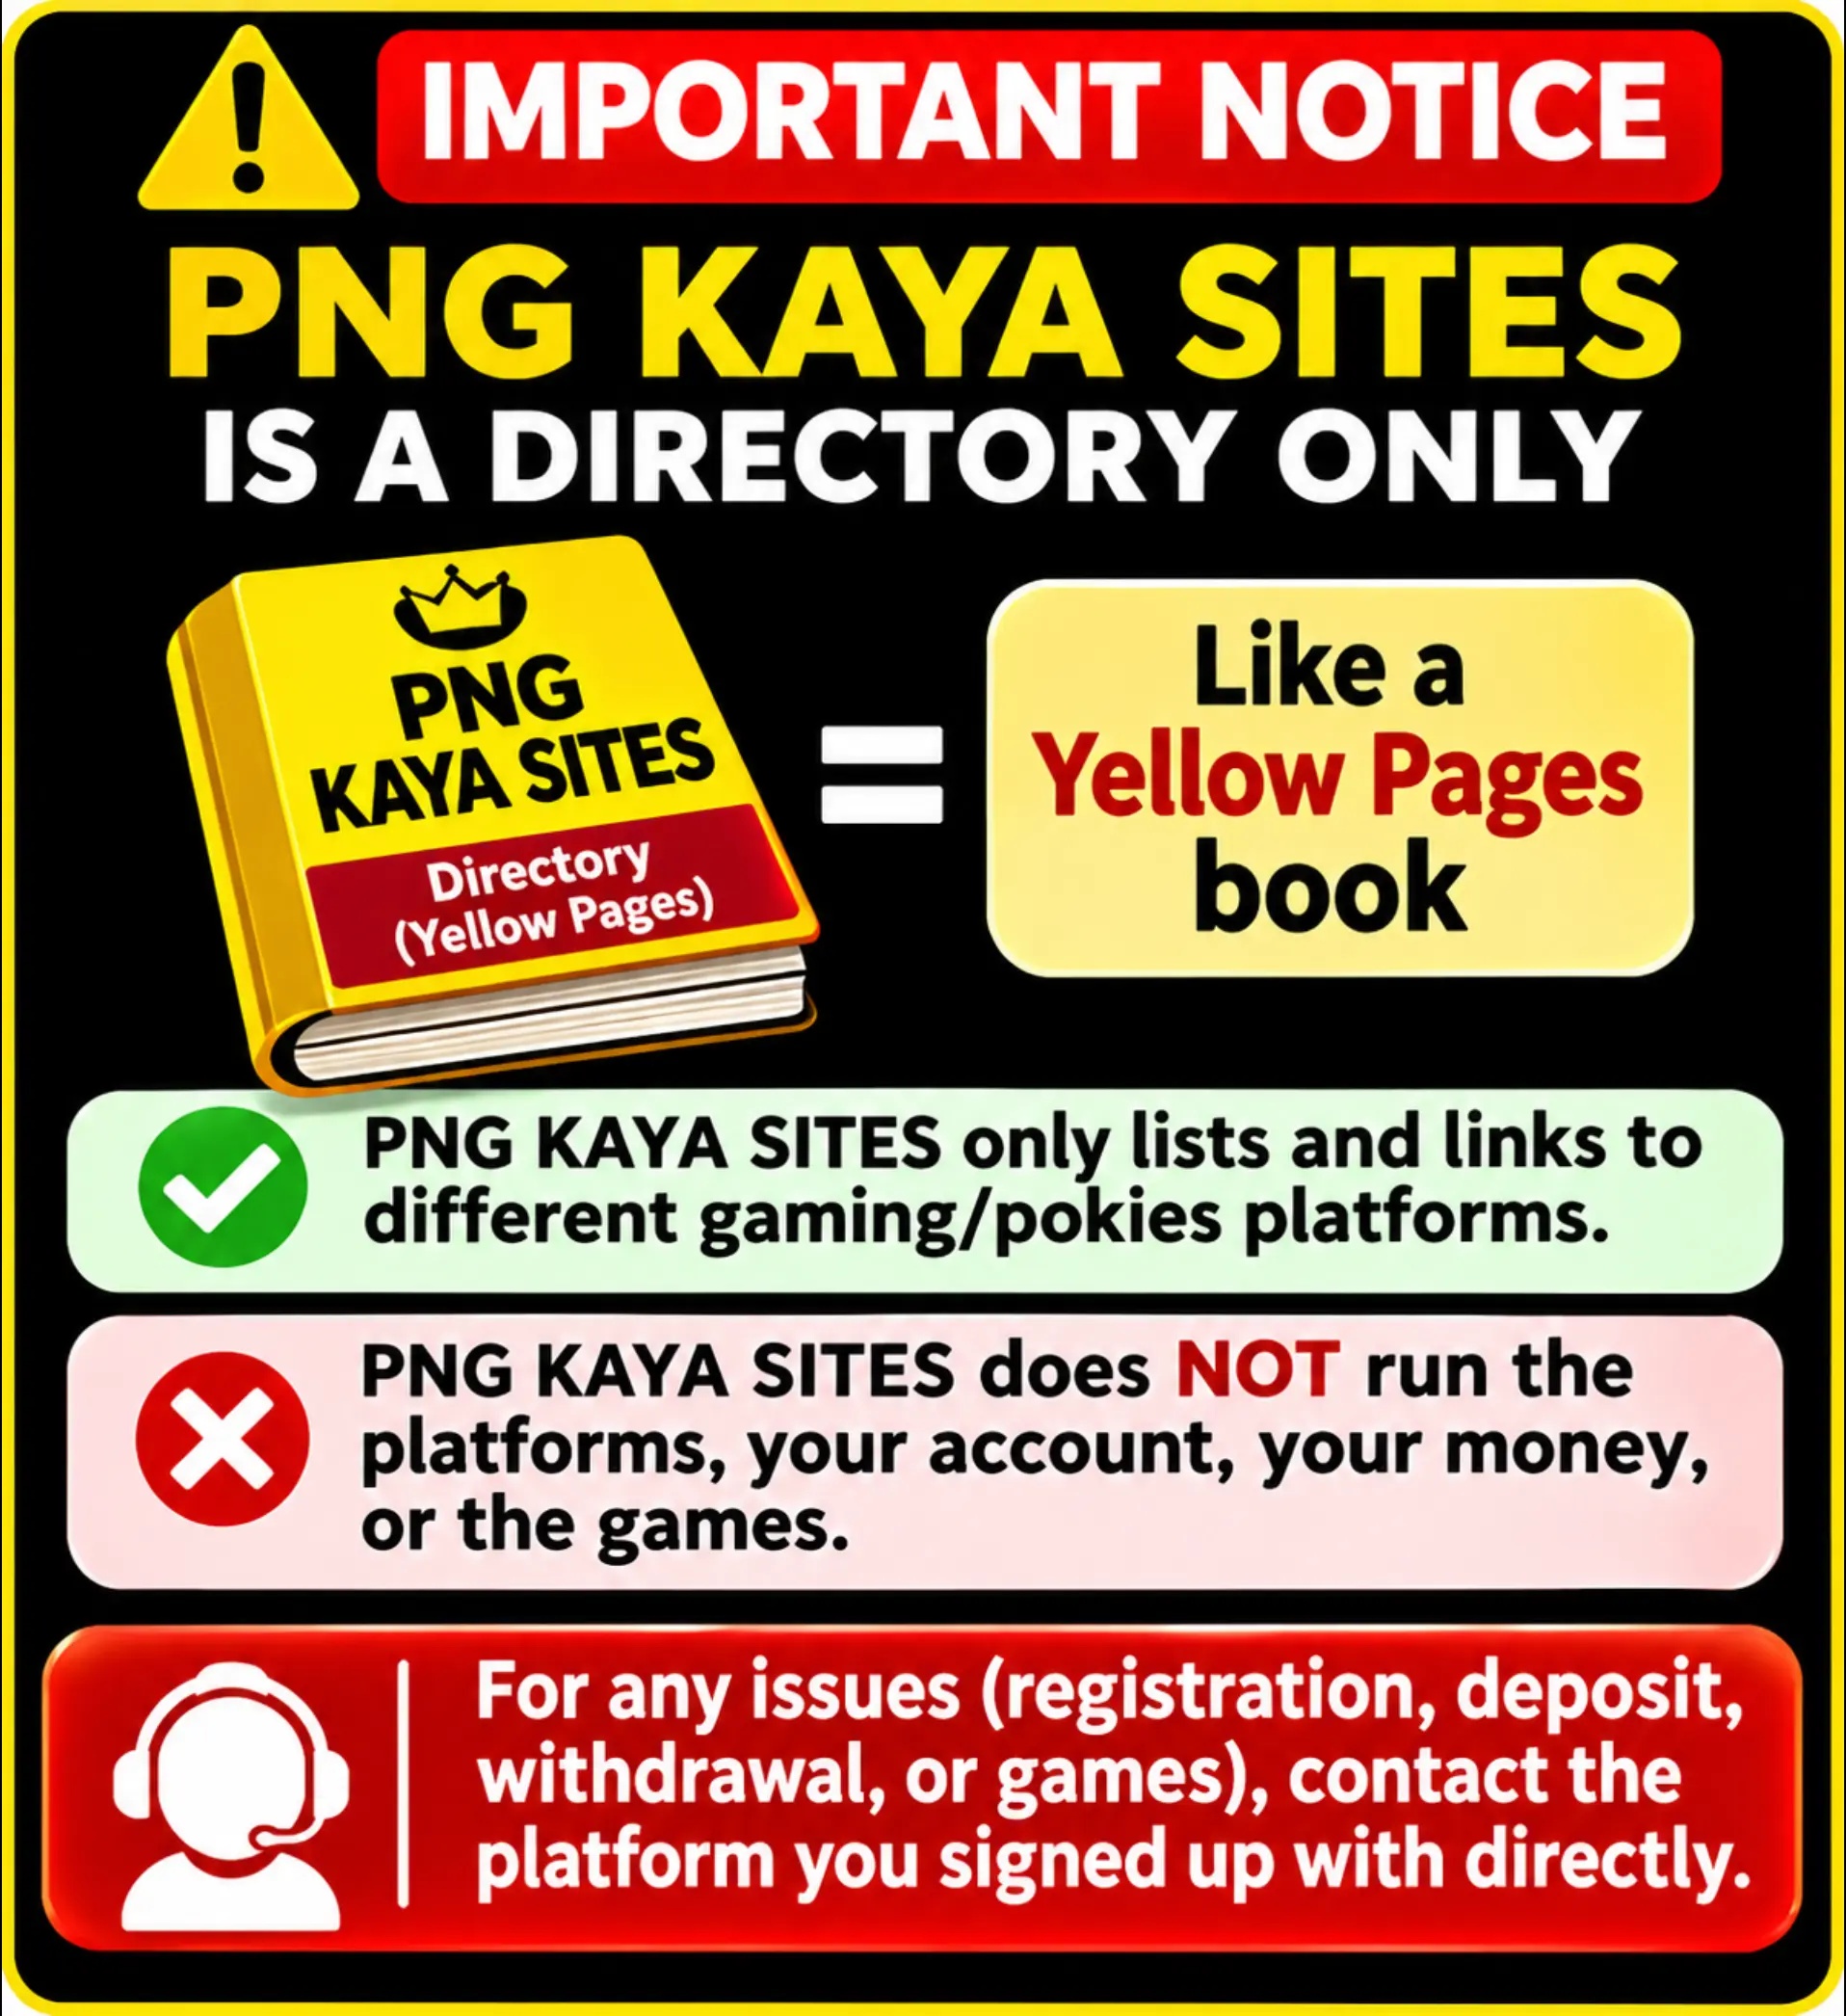 IMPORTANT NOTICE
PNG KAYA SITES
IS A DIRECTORY ONLY
PNG
KAYA SITES
Directory
(Yellow Pages)
=
Like a
Yellow Pages
book
PNG KAYA SITES only lists and links to
different gaming/pokies platforms.
PNG KAYA SITES does NOT run the
platforms, your account, your money,
or the games.
For any issues (registration, deposit,
withdrawal, or games), contact the
platform you signed up with directly.